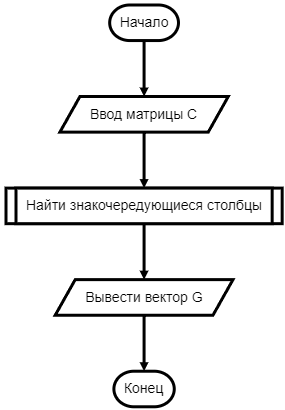 Начало
Ввод матрицы C
Найти знакочередующиеся столбцы
Вывести вектор G
Конец